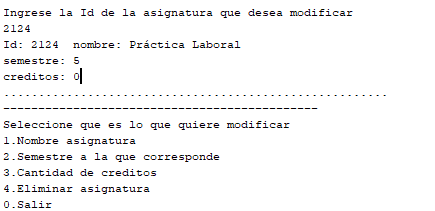 Ingrese la Id de la asignatura que desea modificar
2124
Id: 2124  nombre: Práctica Laboral
semestre: 5
creditos: 0
.......................................................
---------------------------------------------
Seleccione que es lo que quiere modificar
1.Nombre asignatura
2.Semestre a la que corresponde
3.Cantidad de creditos
4.Eliminar asignatura
0.Salir